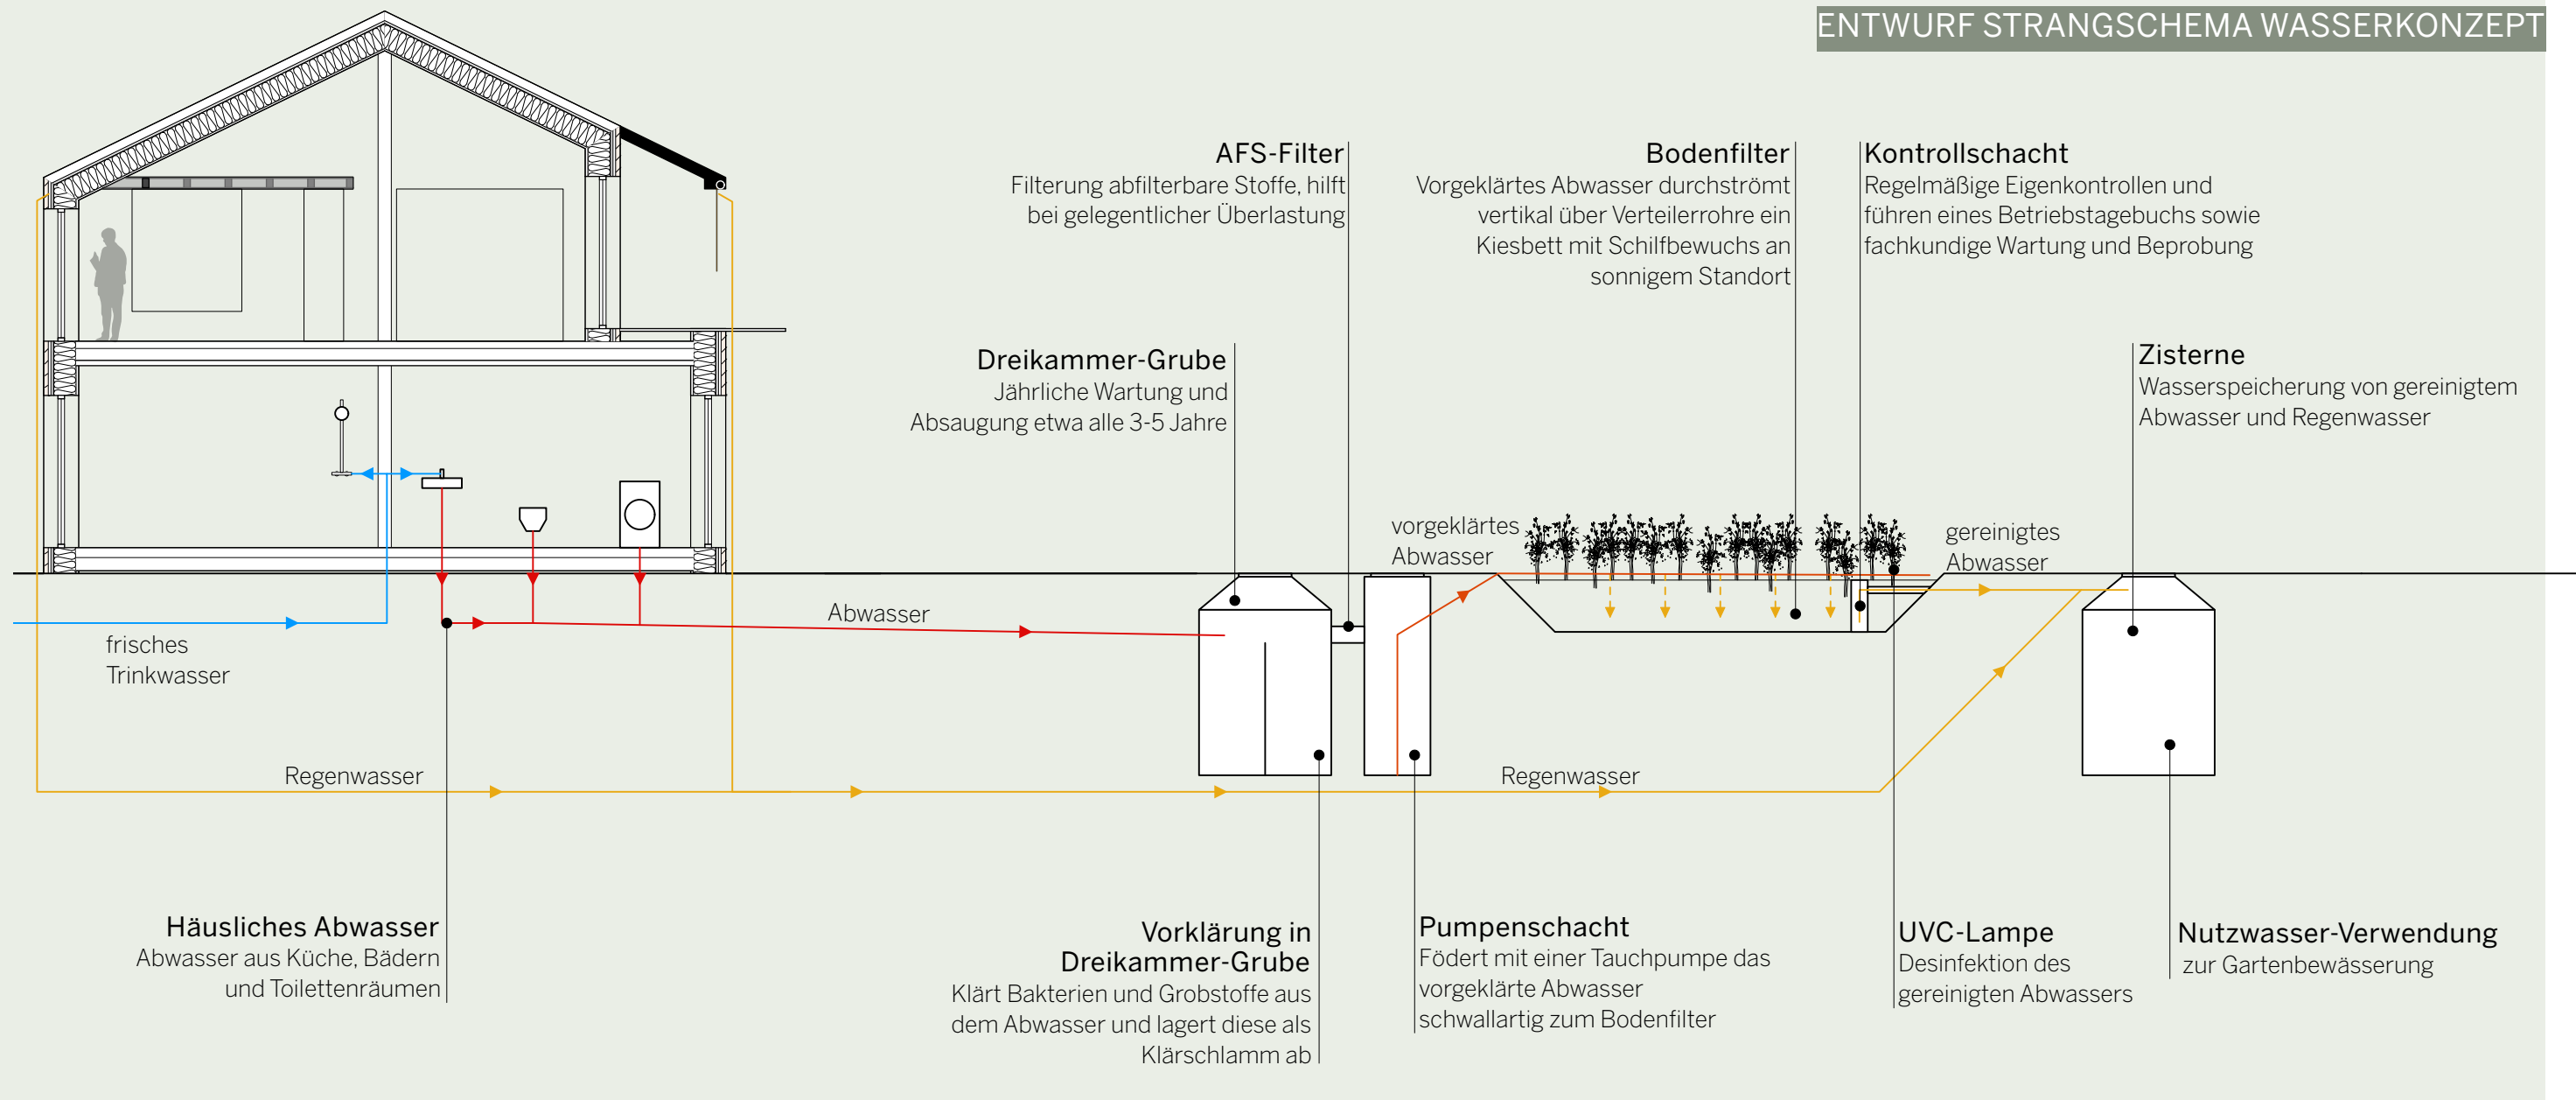 ENTWURF STRANGSCHEMA WASSERKONZEPT
AFS-Filter
Filterung abfilterbare Stoffe, hilft
bei gelegentlicher Überlastung
Bodenfilter
Vorgeklärtes Abwasser durchströmt
vertikal über Verteilerrohre ein
Kiesbett mit Schilfbewuchs an
sonnigem Standort
Kontrollschacht
Regelmäßige Eigenkontrollen und
führen eines Betriebstagebuchs sowie
fachkundige Wartung und Beprobung
Dreikammer-Grube
Jährliche Wartung und
Absaugung etwa alle 3-5 Jahre
Zisterne
Wasserspeicherung von gereinigtem
Abwasser und Regenwasser
vorgeklärtes
Abwasser
gereinigtes
Abwasser
Abwasser
frisches
Trinkwasser
Regenwasser
Regenwasser
Häusliches Abwasser
Abwasser aus Küche, Bädern
und Toilettenräumen
Vorklärung in
Dreikammer-Grube
Klärt Bakterien und Grobstoffe aus
dem Abwasser und lagert diese als
Klärschlamm ab
Pumpenschacht
Födert mit einer Tauchpumpe das
vorgeklärte Abwasser
schwallartig zum Bodenfilter
UVC-Lampe
Desinfektion des
gereinigten Abwassers
Nutzwasser-Verwendung
zur Gartenbewässerung